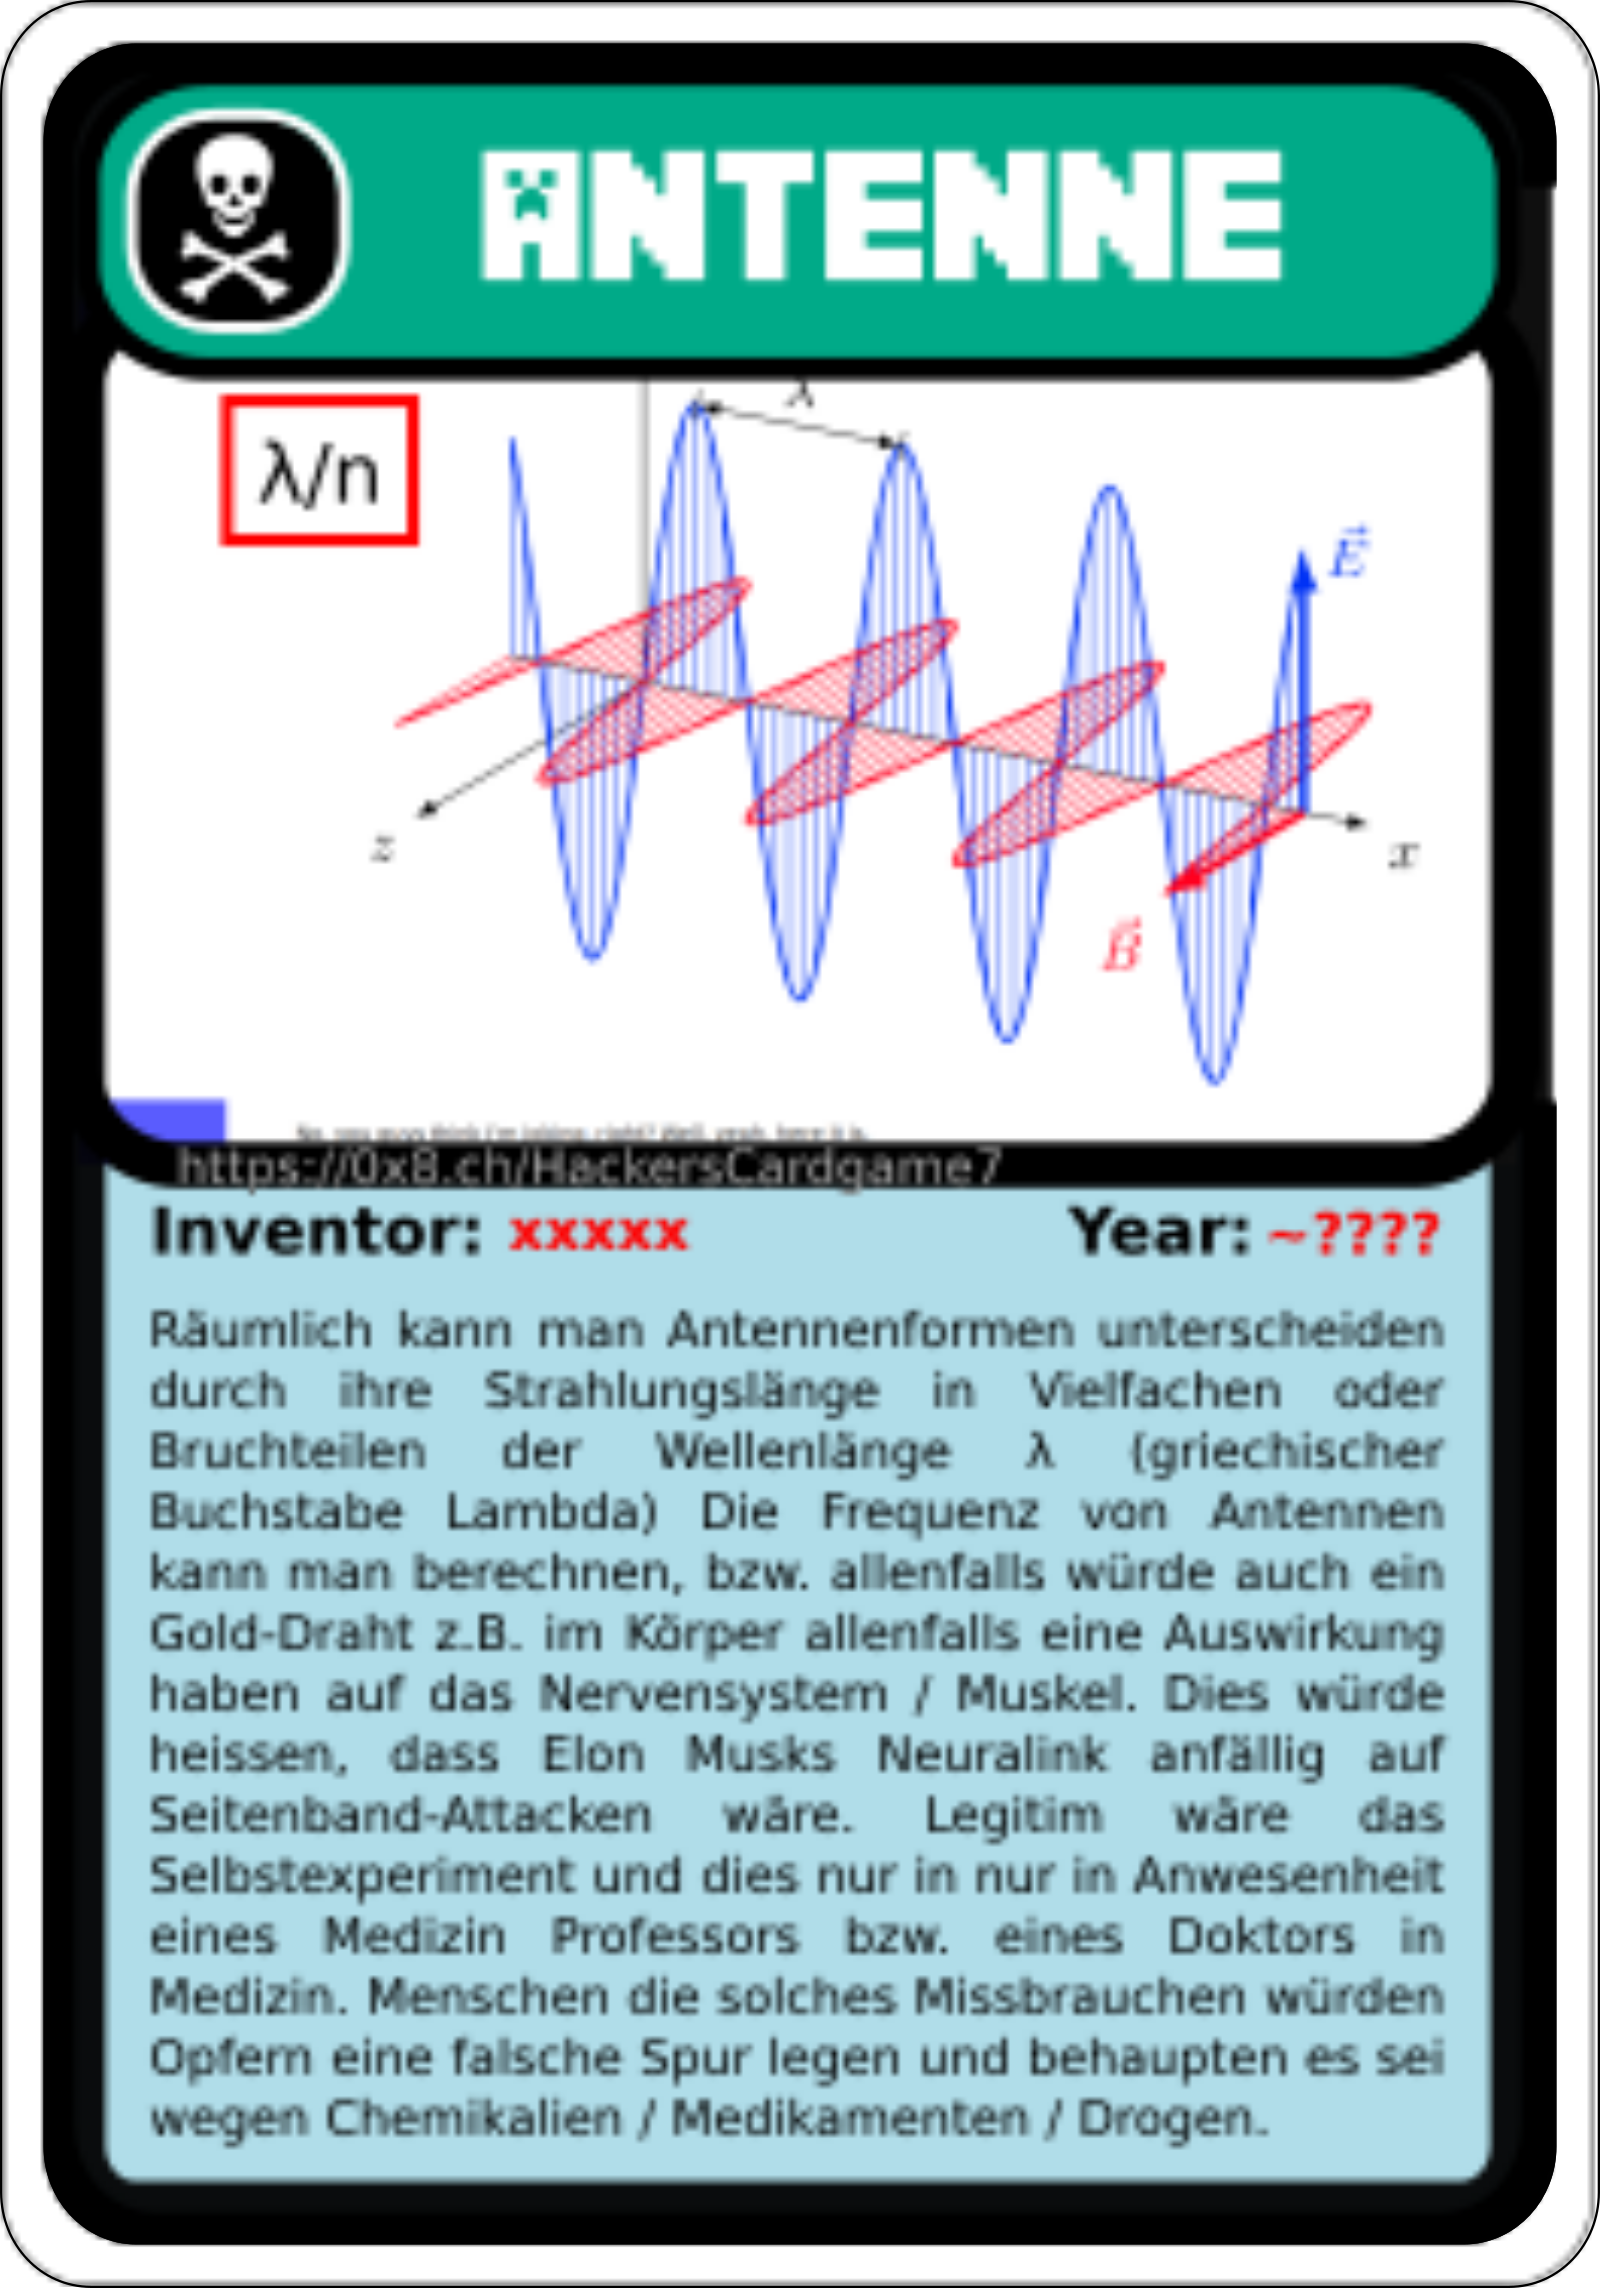 ANTENNE
λ/n
λ
E
z
x
B
https://0x8.ch/HackersCardgame7
Inventor: xxxxx Year: ~????
Räumlich kann man Antennenformen unterscheiden
durch ihre Strahlungslänge in Vielfachen oder
Bruchteilen der Wellenlänge λ (griechischer
Buchstabe Lambda) Die Frequenz von Antennen
kann man berechnen, bzw. allenfalls würde auch ein
Gold-Draht z.B. im Körper allenfalls eine Auswirkung
haben auf das Nervensystem / Muskel. Dies würde
heissen, dass Elon Musks Neuralink anfällig auf
Seitenband-Attacken wäre. Legitim wäre das
Selbstexperiment und dies nur in nur in Anwesenheit
eines Medizin Professors bzw. eines Doktors in
Medizin. Menschen die solches Missbrauchen würden
Opfern eine falsche Spur legen und behaupten es sei
wegen Chemikalien / Medikamenten / Drogen.